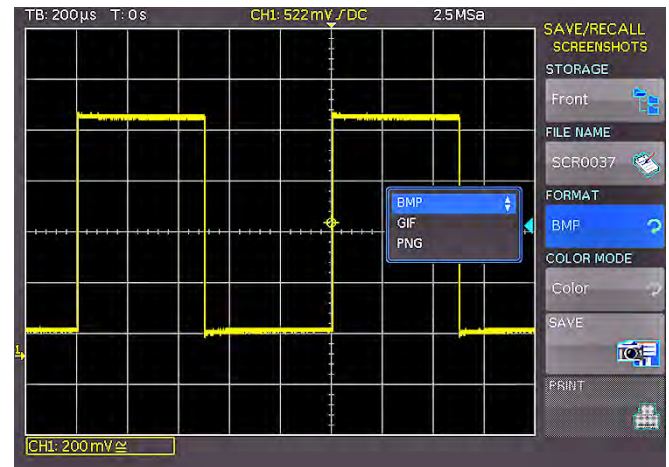 TB: 200µs T: 0s CH1: 522mV ⎍ DC 2.5MSa
SAVE/RECALL
SCREENSHOTS
STORAGE
Front
FILE NAME
SCR0037
FORMAT
BMP
COLOR MODE
Color
SAVE
PRINT
BMP
GIF
PNG
1
CH1: 200mV ≅